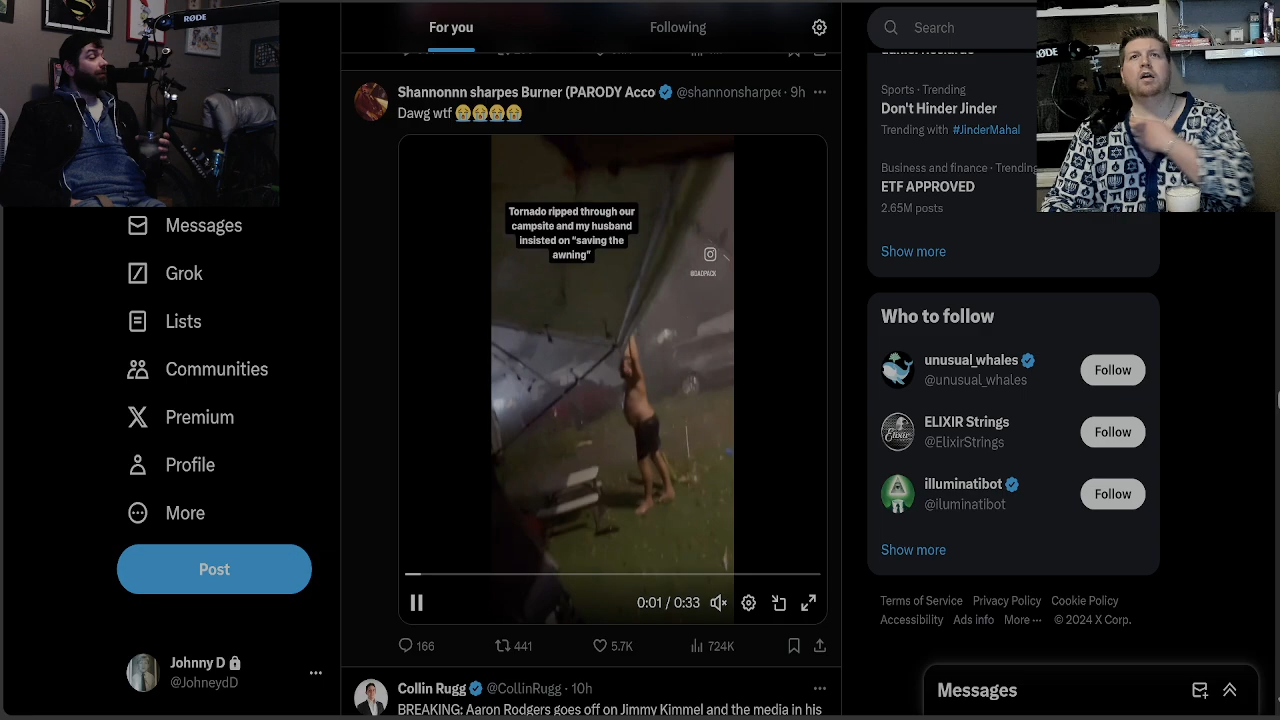 RØDE
For you
Following
Search
RØDE
Shannonnn sharpes Burner (PARODY Acco
@shannonsharpe
· 9h
Dawg wtf 😭😭😭😭
Sports · Trending
Don't Hinder Jinder
Trending with #JinderMahal
Business and finance · Trending
ETF APPROVED
2.65M posts
Show more
Messages
Grok
Lists
Communities
Premium
Profile
More
Post
Tornado ripped through our
campsite and my husband
insisted on "saving the
awning"
@DADPACK
0:01 / 0:33
166
441
5.7K
724K
Who to follow
unusual_whales
@unusual_whales
Follow
ELIXIR Strings
@ElixirStrings
Follow
illuminatibot
@iluminatibot
Follow
Show more
Terms of Service Privacy Policy Cookie Policy
Accessibility Ads info More ··· © 2024 X Corp.
Johnny D
@JohneydD
Collin Rugg @CollinRugg · 10h
BREAKING: Aaron Rodgers goes off on Jimmy Kimmel and the media in his
Messages